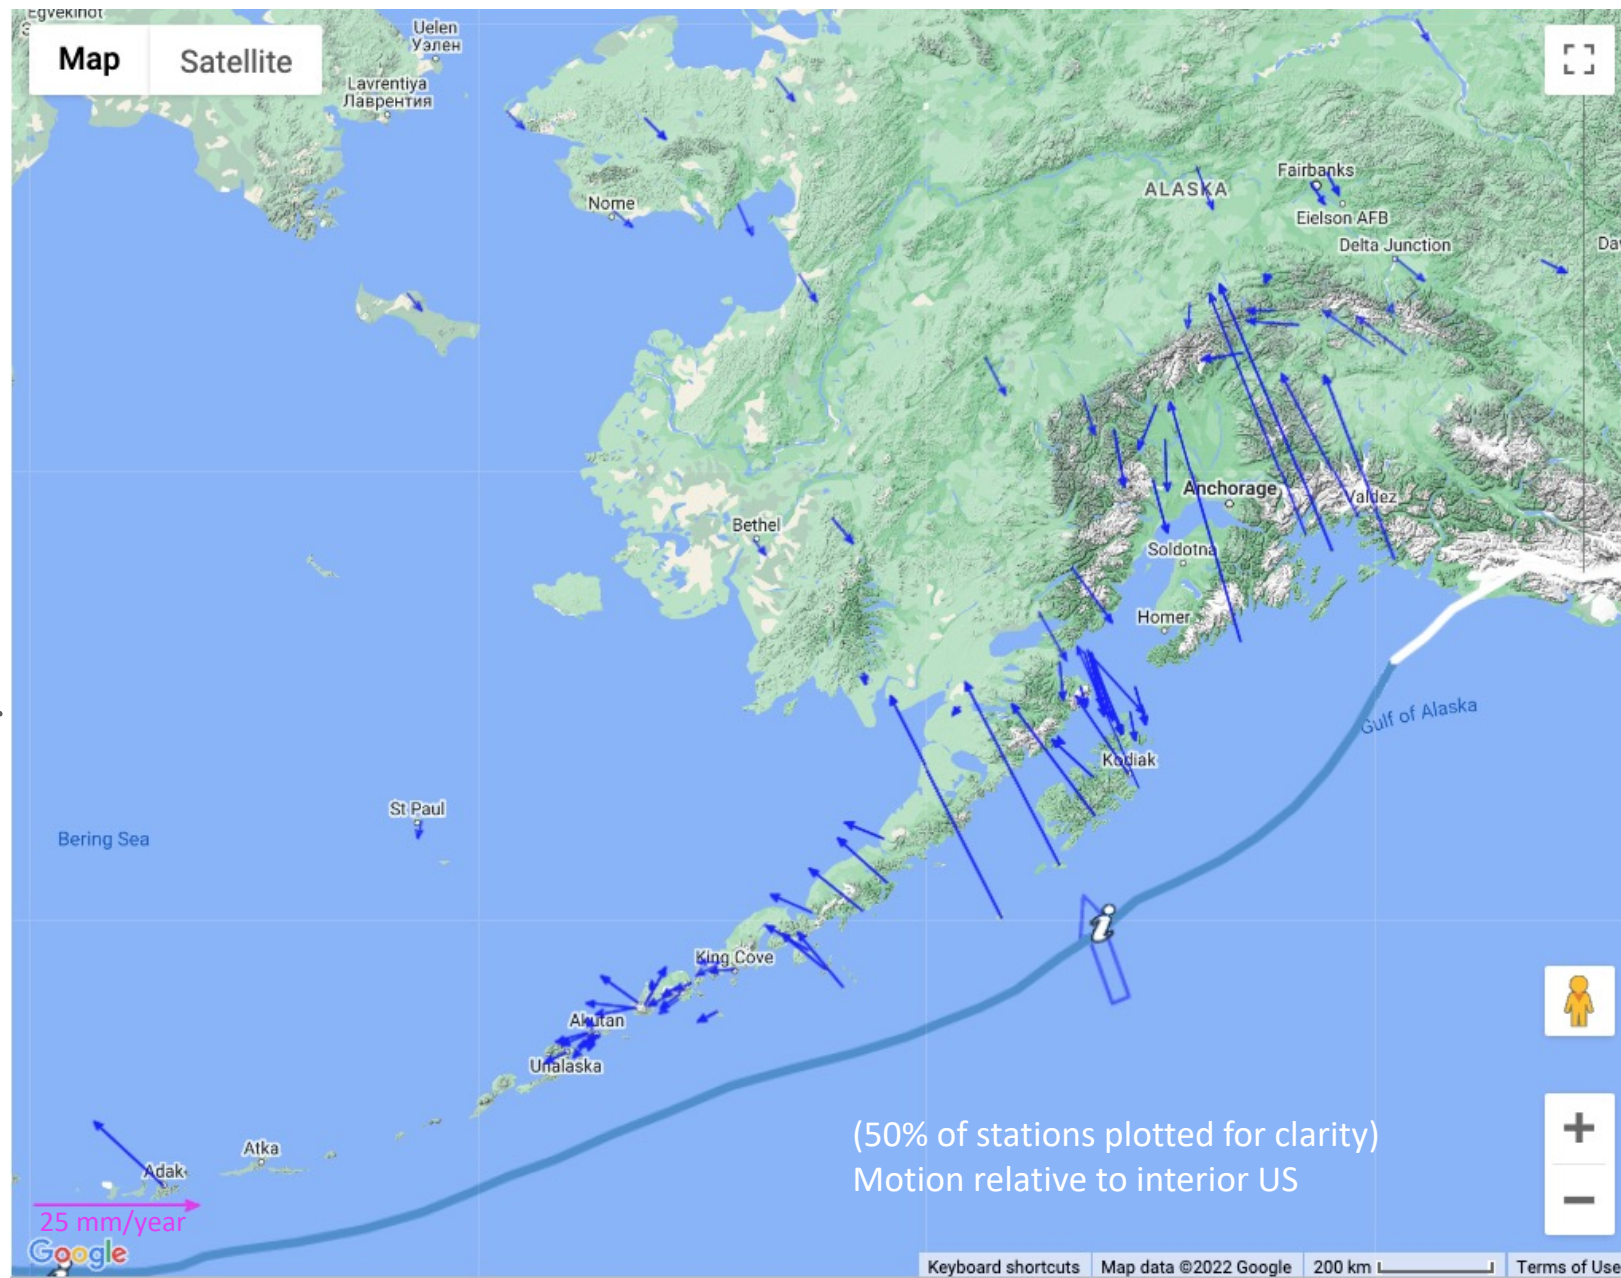 Egvekinot
Uelen
Уэлен
Map
Satellite
Lavrentiya
Лаврентия
Fairbanks
ALASKA
Nome
Eielson AFB
Delta Junction
Anchorage
Valdez
Bethel
Soldotna
Homer
Gulf of Alaska
Kodiak
St Paul
Bering Sea
King Cove
Akutan
Unalaska
(50% of stations plotted for clarity)
Motion relative to interior US
Atka
Adak
25 mm/year
Google
Keyboard shortcuts
Map data ©2022 Google
200 km
Terms of Use